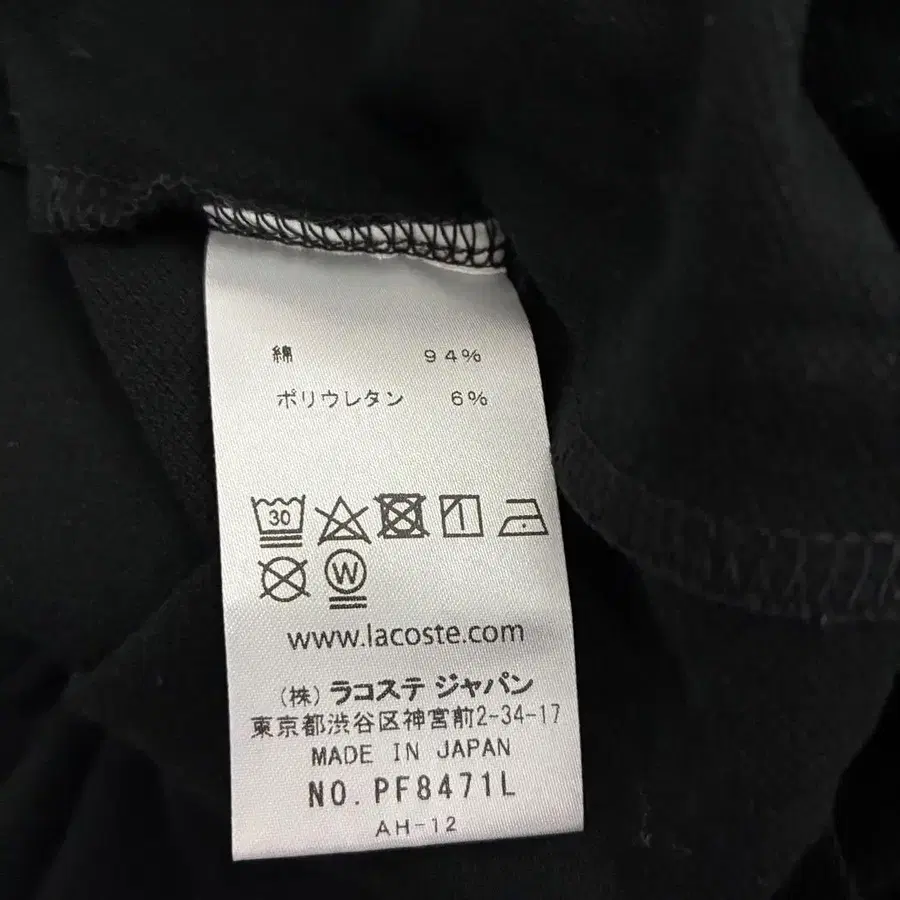 綿 94%
ポリウレタン 6%
30
W
www.lacoste.com
(株) ラコステ ジャパン
東京都渋谷区神宮前2-34-17
MADE IN JAPAN
NO. PF8471L
AH-12